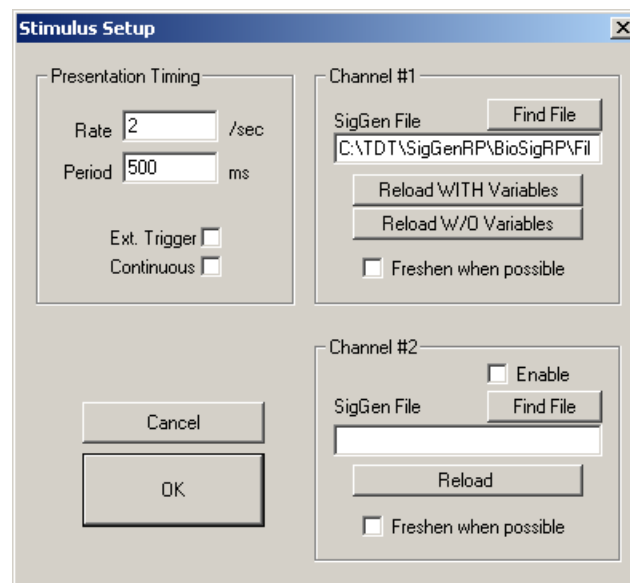 Stimulus Setup
Presentation Timing
Rate 2 /sec
Period 500 ms
Ext. Trigger
Continuous
Channel #1
SigGen File Find File
C:\TDT\SigGenRP\BioSigRP\Fil
Reload WITH Variables
Reload W/O Variables
Freshen when possible
Channel #2
Enable
SigGen File Find File
Reload
Freshen when possible
Cancel
OK